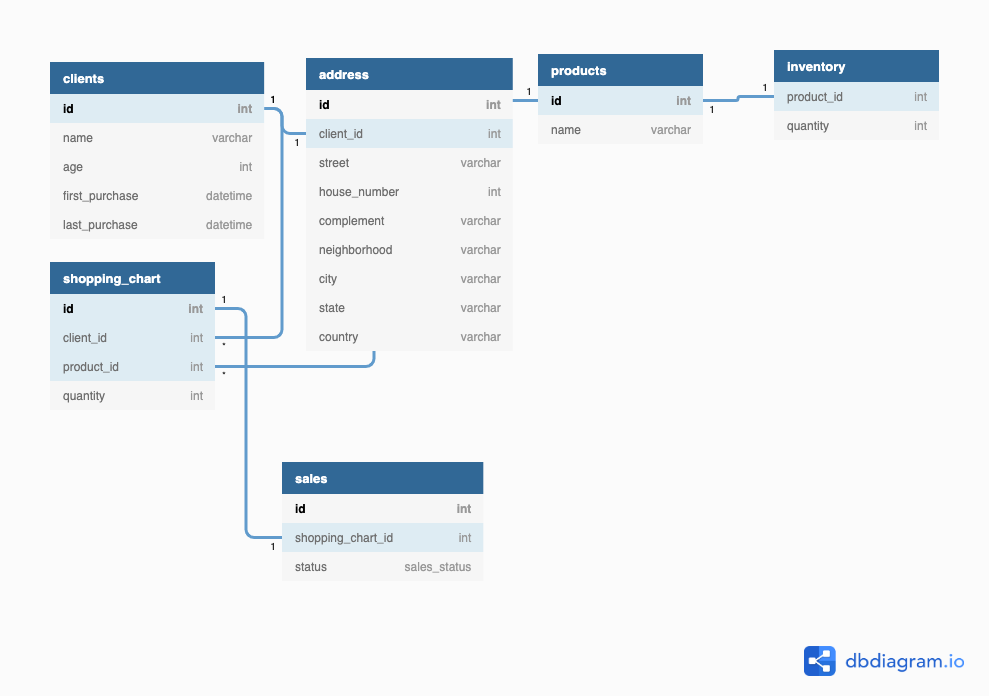 clients
id int
name varchar
age int
first_purchase datetime
last_purchase datetime
1
1
address
id int
client_id int
street varchar
house_number int
complement varchar
neighborhood varchar
city varchar
state varchar
country varchar
1
products
id int
name varchar
1
1
inventory
product_id int
quantity int
shopping_chart
id int
client_id int
product_id int
quantity int
1
*
*
sales
id int
shopping_chart_id int
status sales_status
1
dbdiagram.io